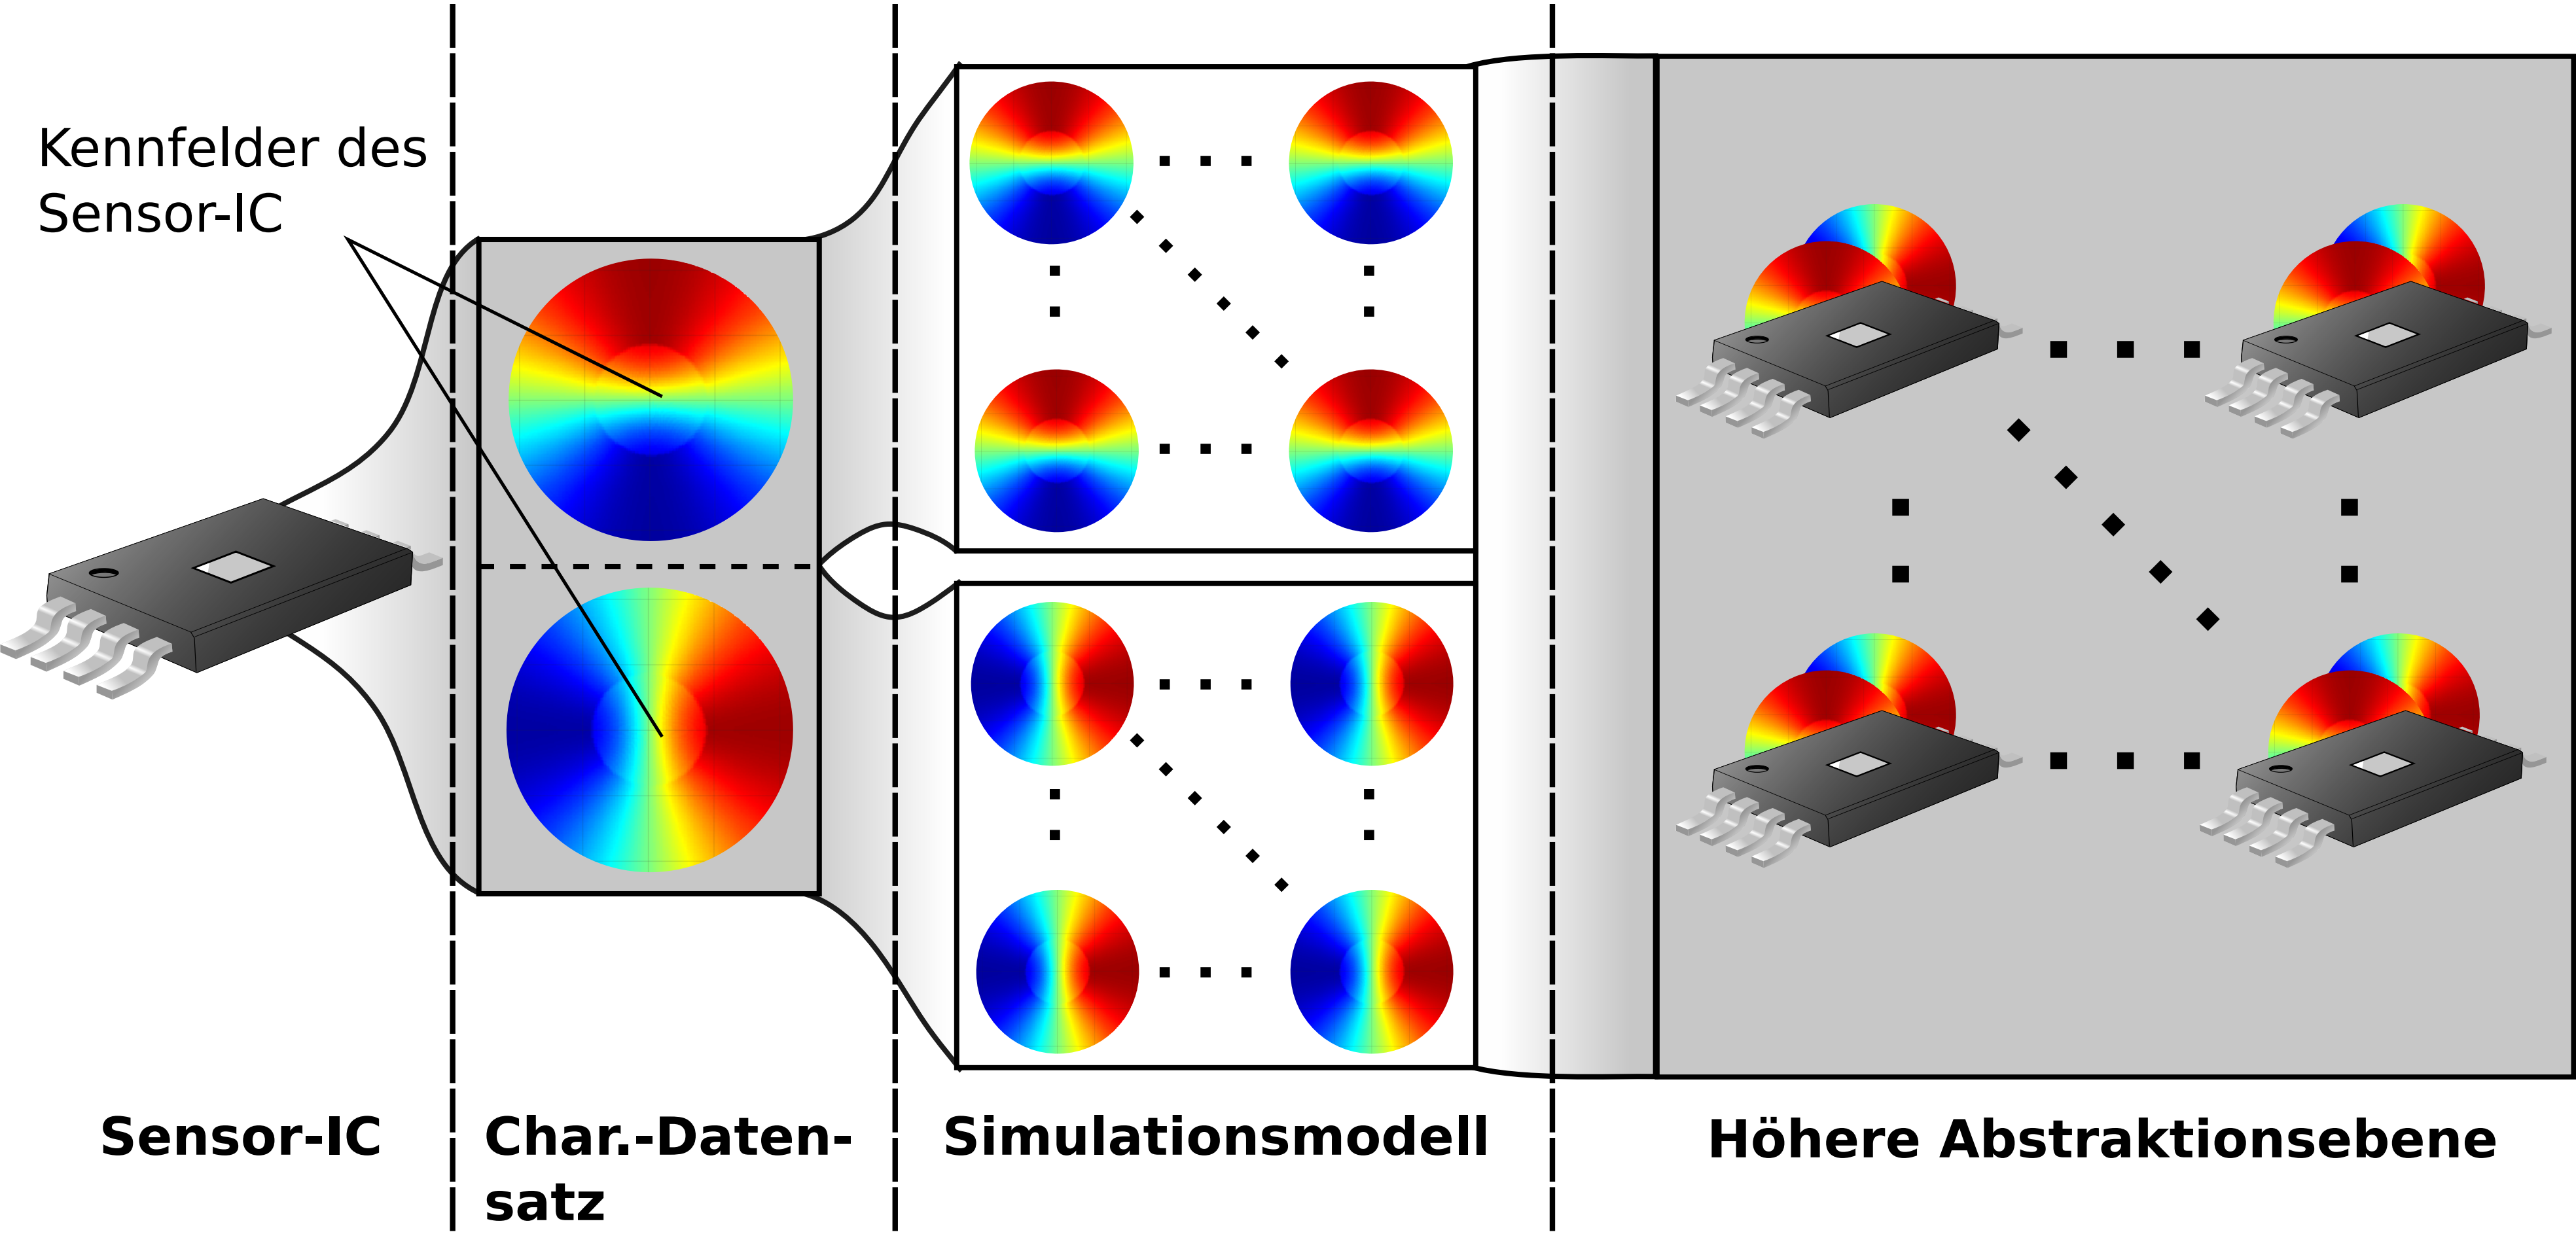 Kennfelder des
Sensor-IC
Sensor-IC
Char.-Daten-
satz
Simulationsmodell
Höhere Abstraktionsebene